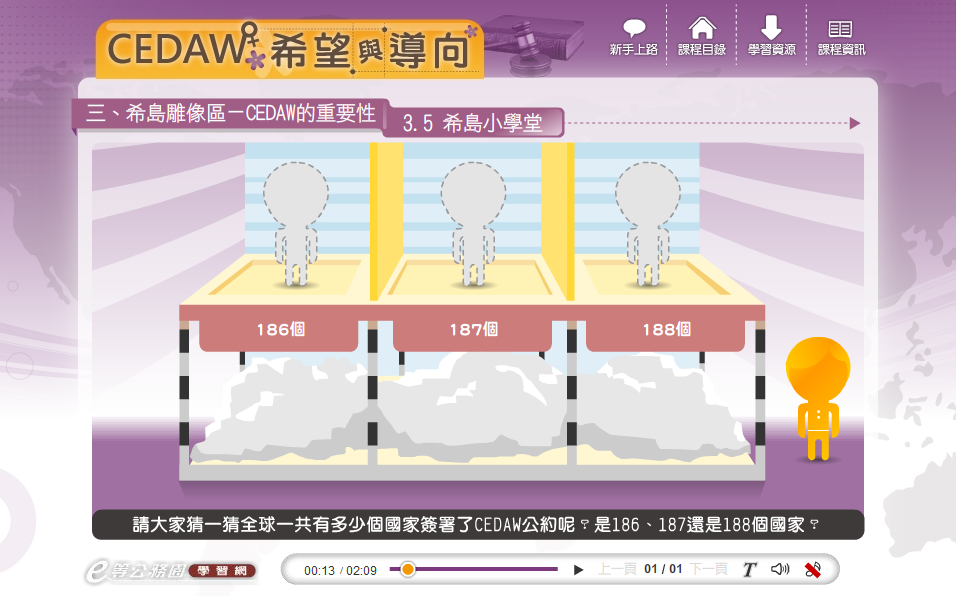 CEDAW 希望與導向
新手上路 課程目錄 學習資源 課程資訊
三、希島雕像區－CEDAW的重要性
3.5 希島小學堂
186個 187個 188個
請大家猜一猜全球一共有多少個國家簽署了CEDAW公約呢？是186、187還是188個國家？
e等公務園 學習網
00:13 / 02:09 上一頁 01 / 01 下一頁 T